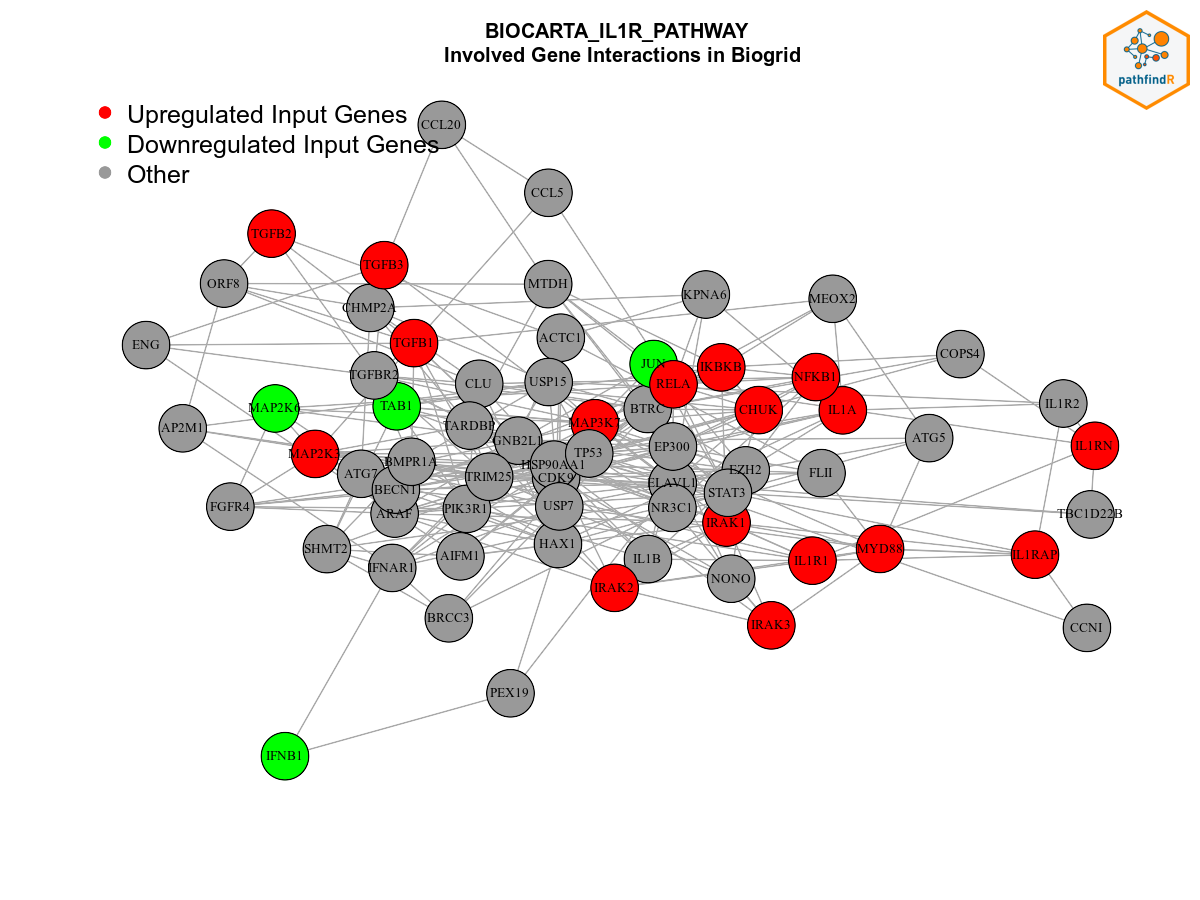 BIOCARTA_IL1R_PATHWAY
Involved Gene Interactions in Biogrid
pathfindR
Upregulated Input Genes
Downregulated Input Genes
Other
CCL20
CCL5
TGFB2
TGFB3
ORF8
MTDH
CHMP2A
KPNA6
MEOX2
ENG
TGFB1
ACTC1
COPS4
JUN
IKBKB
TGFBR2
CLU
USP15
RELA
NFKB1
MAP2K6
TAB1
BTRC
CHUK
IL1A
IL1R2
AP2M1
TARDBP
GNB2L1
TP53
EP300
ATG5
IL1RN
ATG7
BMPR1A
HSP90AA1
CDK9
EZH2
FLII
BECN1
TRIM25
ELAVL1
STAT3
FGFR4
ARAF
PIK3R1
USP7
NR3C1
IRAK1
TBC1D22B
SHMT2
IFNAR1
AIFM1
HAX1
IL1B
NONO
IL1R1
MYD88
IL1RAP
IRAK2
BRCC3
IRAK3
CCNI
PEX19
IFNB1